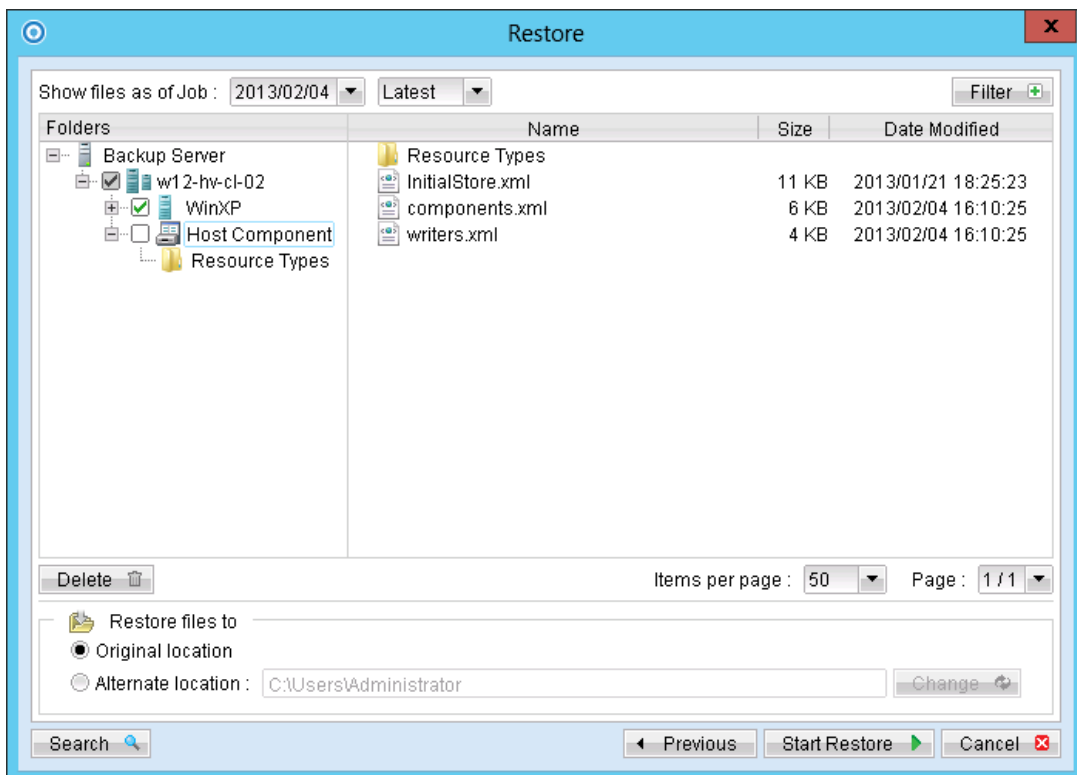 Restore
Show files as of Job : 2013/02/04 Latest Filter
Folders Name Size Date Modified
Backup Server Resource Types
w12-hv-cl-02 InitialStore.xml 11 KB 2013/01/21 18:25:23
WinXP components.xml 6 KB 2013/02/04 16:10:25
Host Component writers.xml 4 KB 2013/02/04 16:10:25
Resource Types
Delete Items per page : 50 Page : 1 / 1
Restore files to
Original location
Alternate location : C:\Users\Administrator Change
Search Previous Start Restore Cancel